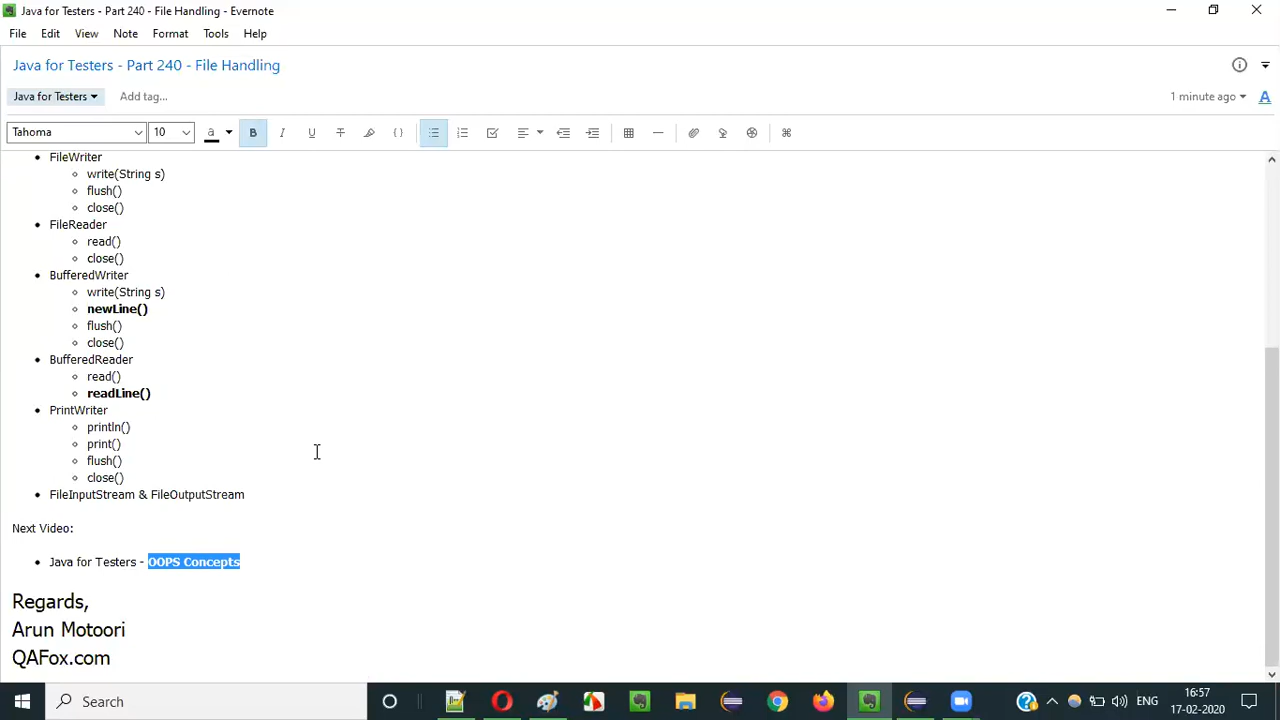 Java for Testers - Part 240 - File Handling - Evernote
File Edit View Note Format Tools Help
Java for Testers - Part 240 - File Handling
Java for Testers Add tag... 1 minute ago
Tahoma 10 a B I U T { }
FileWriter
write(String s)
flush()
close()
FileReader
read()
close()
BufferedWriter
write(String s)
newLine()
flush()
close()
BufferedReader
read()
readLine()
PrintWriter
println()
print()
flush()
close()
FileInputStream & FileOutputStream
Next Video:
Java for Testers - OOPS Concepts
Regards,
Arun Motoori
QAFox.com
Search ENG 16:57
17-02-2020